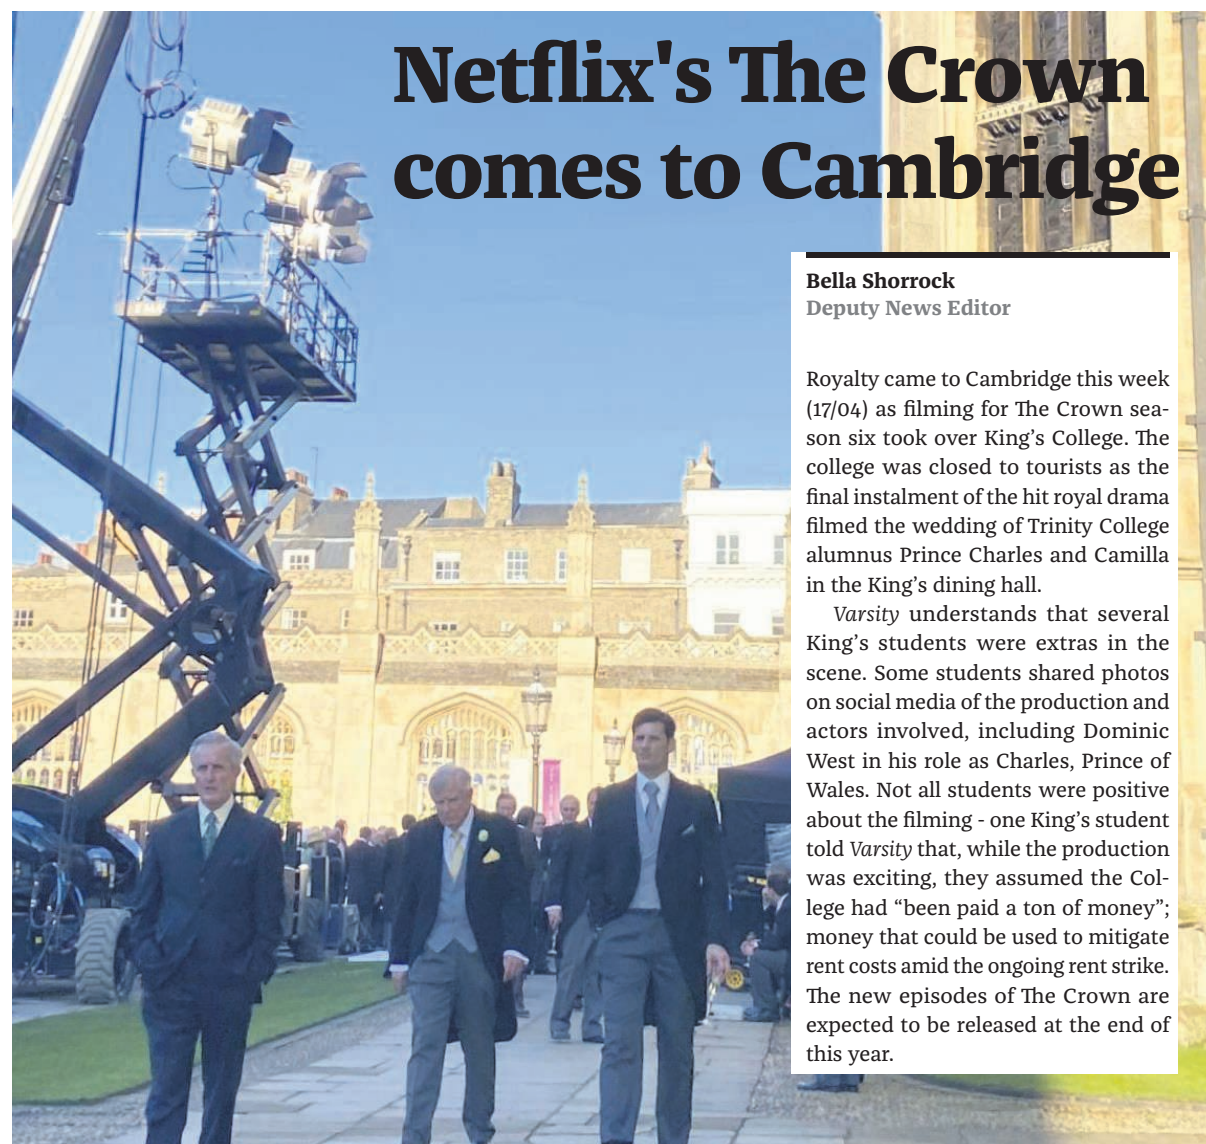 Netflix's The Crown
comes to Cambridge
Bella Shorrock
Deputy News Editor
Royalty came to Cambridge this week
(17/04) as filming for The Crown sea-
son six took over King’s College. The
college was closed to tourists as the
final instalment of the hit royal drama
filmed the wedding of Trinity College
alumnus Prince Charles and Camilla
in the King’s dining hall.
Varsity understands that several
King’s students were extras in the
scene. Some students shared photos
on social media of the production and
actors involved, including Dominic
West in his role as Charles, Prince of
Wales. Not all students were positive
about the filming - one King’s student
told Varsity that, while the production
was exciting, they assumed the Col-
lege had “been paid a ton of money”;
money that could be used to mitigate
rent costs amid the ongoing rent strike.
The new episodes of The Crown are
expected to be released at the end of
this year.